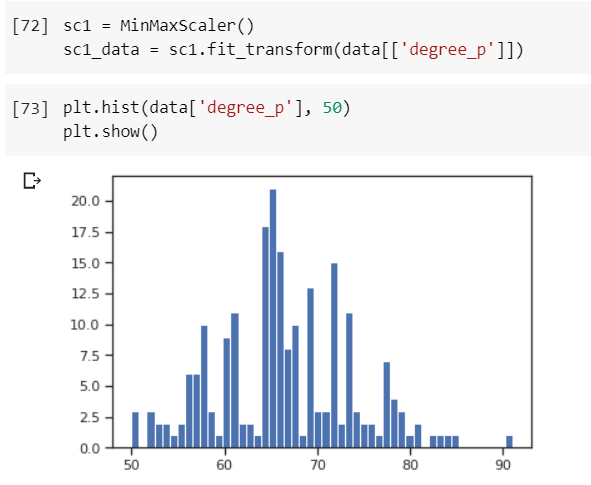 [72] sc1 = MinMaxScaler()
sc1_data = sc1.fit_transform(data[['degree_p']])
[73] plt.hist(data['degree_p'], 50)
plt.show()
20.0
17.5
15.0
12.5
10.0
7.5
5.0
2.5
0.0
50 60 70 80 90